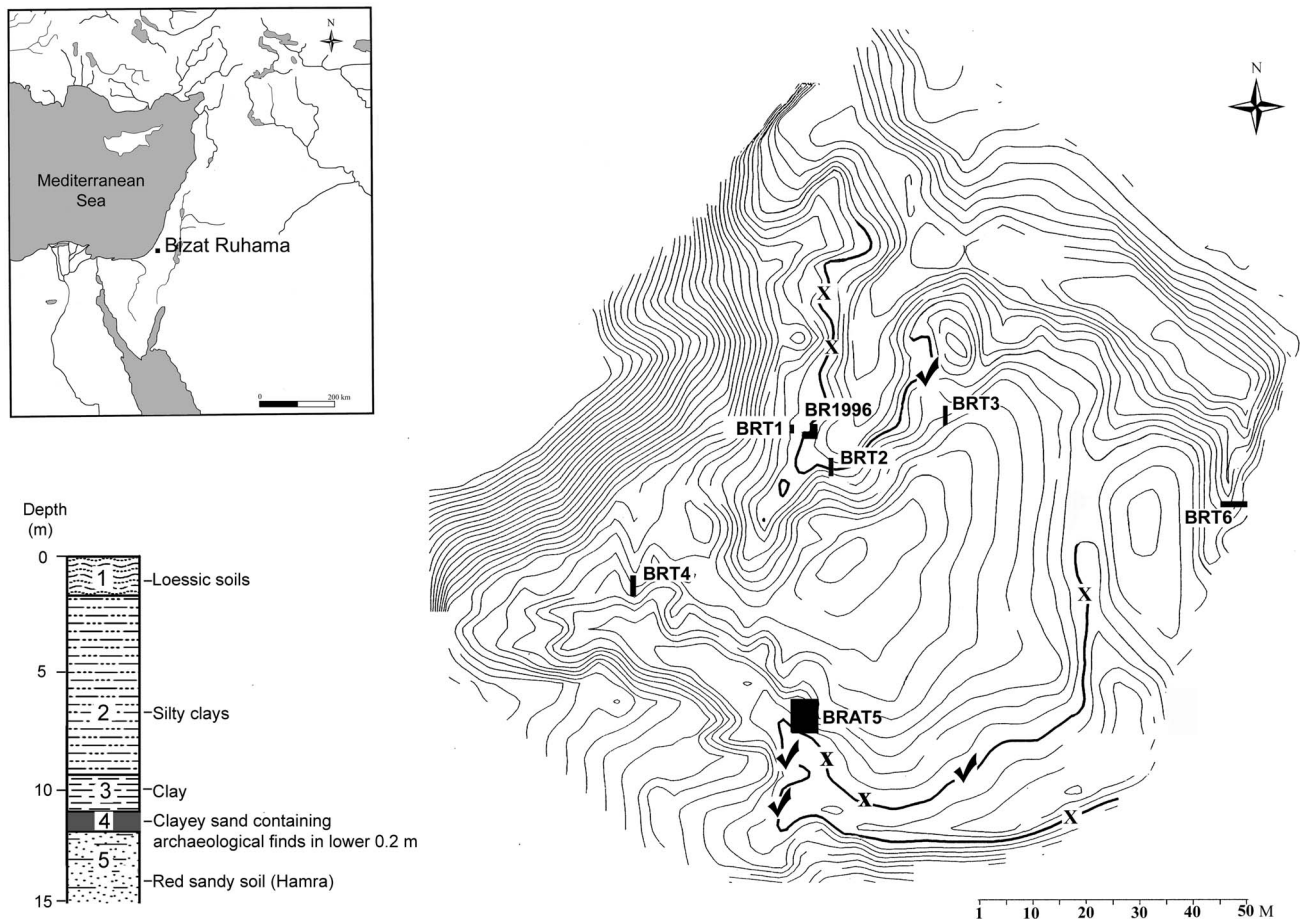 N
Mediterranean
Sea
Bizat Ruhama
0 200 km
N
X
X
BR1996
BRT1
BRT3
BRT2
BRT6
BRT4
X
BRAT5
X
X
X
1 10 20 30 40 50 M
Depth
(m)
0
1
Loessic soils
5
2
Silty clays
10
3
Clay
4
Clayey sand containing
archaeological finds in lower 0.2 m
5
Red sandy soil (Hamra)
15